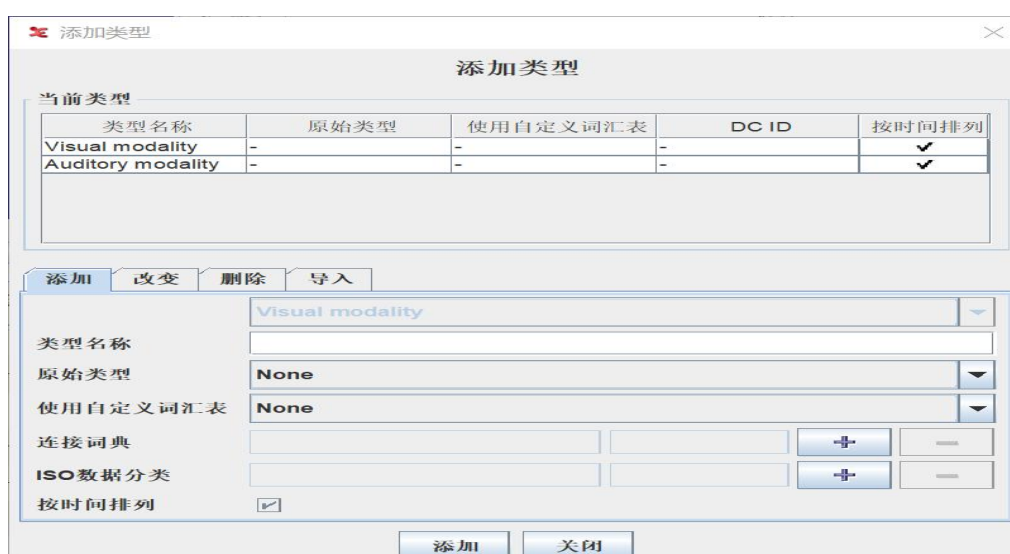 添加类型
添加类型
当前类型
类型名称 原始类型 使用自定义词汇表 DC ID 按时间排列
Visual modality - - - ✔
Auditory modality - - - ✔
添加 改变 删除 导入
Visual modality
类型名称
原始类型 None
使用自定义词汇表 None
连接词典
ISO数据分类
按时间排列
添加 关闭